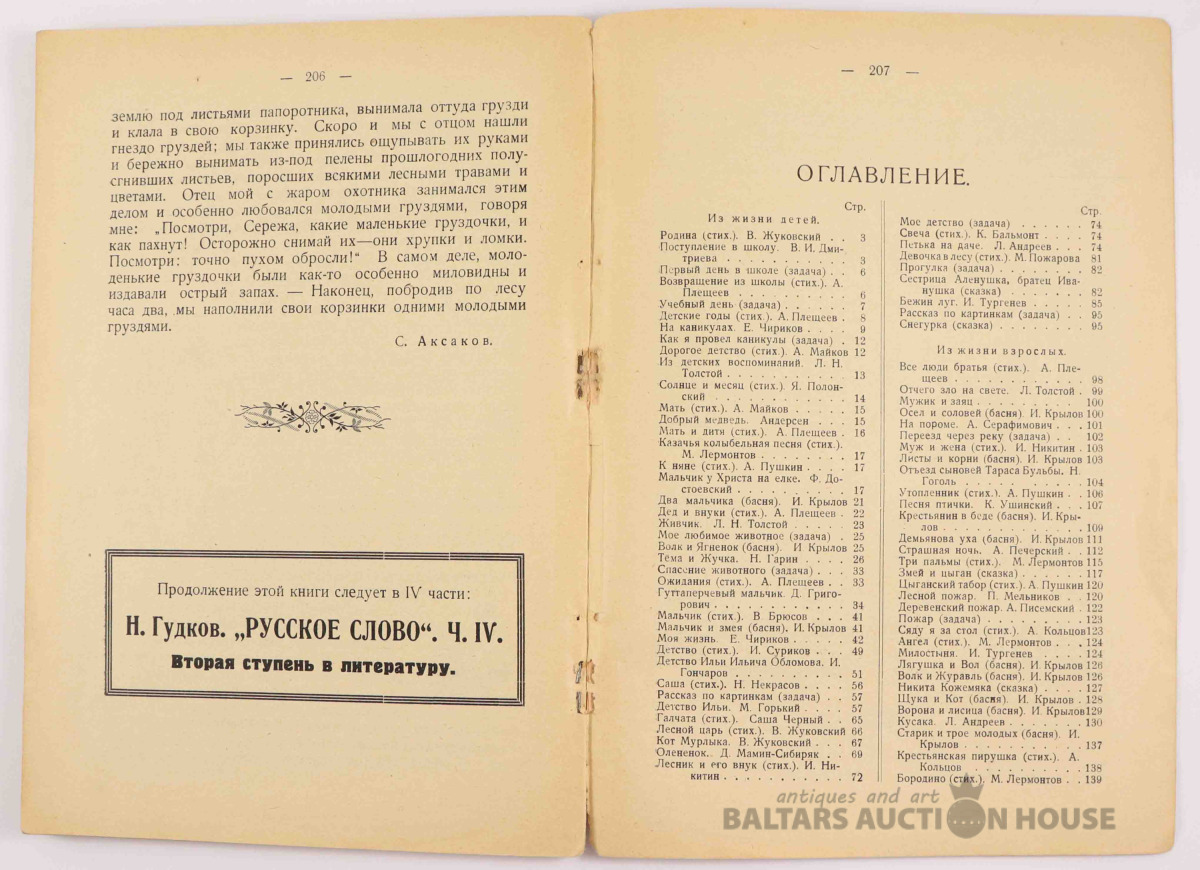 — 206 —
землю под листьями папоротника, вынимала оттуда грузди
и клала в свою корзинку. Скоро и мы с отцом нашли
гнездо груздей; мы также принялись ощупывать их руками
и бережно вынимать из-под пелены прошлогодних полу-
сгнивших листьев, поросших всякими лесными травами и
цветами. Отец мой с жаром охотника занимался этим
делом и особенно любовался молодыми груздями, говоря
мне: „Посмотри, Сережа, какие маленькие груздочки, и
как пахнут! Осторожно снимай их—они хрупки и ломки.
Посмотри: точно пухом обросли!“ В самом деле, моло-
денькие груздочки были как-то особенно миловидны и
издавали острый запах. — Наконец, побродив по лесу
часа два, мы наполнили свои корзинки одними молодыми
груздями.
С. Аксаков.
Продолжение этой книги следует в IV части:
Н. Гудков. „РУССКОЕ СЛОВО“. Ч. IV.
Вторая ступень в литературу.
— 207 —
ОГЛАВЛЕНИЕ.
Стр.
Из жизни детей.
Родина (стих.). В. Жуковский . . 3
Поступление в школу. В. И. Дми-
триева . . . . . . . . . . 3
Первый день в школе (задача) . . 6
Возвращение из школы (стих.). А.
Плещеев . . . . . . . . . 6
Учебный день (задача) . . . . . 7
Детские годы (стих.). А. Плещеев . 8
На каникулах. Е. Чириков . . . . 9
Как я провел каникулы (задача) . 12
Дорогое детство (стих.). А. Майков 12
Из детских воспоминаний. Л. Н.
Толстой . . . . . . . . . . 13
Солнце и месяц (стих.). Я. Полон-
ский . . . . . . . . . . . 14
Мать (стих.). А. Майков . . . . . 15
Добрый медведь. Андерсен . . . 15
Мать и дитя (стих.). А. Плещеев . 16
Казачья колыбельная песня (стих.).
М. Лермонтов . . . . . . . 17
К няне (стих.). А. Пушкин . . . . 17
Мальчик у Христа на елке. Ф. До-
стоевский . . . . . . . . . 17
Два мальчика (басня). И. Крылов 21
Дед и внуки (стих.). А. Плещеев . 22
Живчик. Л. Н. Толстой . . . . . 23
Мое любимое животное (задача) . 25
Волк и Ягненок (басня). И Крылов 25
Тема и Жучка. Н. Гарин . . . . 26
Спасение животного (задача) . . . 33
Ожидания (стих.). А. Плещеев . . 33
Гуттаперчевый мальчик. Д. Григо-
рович . . . . . . . . . . . 34
Мальчик (стих.). В Брюсов . . . 41
Мальчик и змея (басня). И. Крылов 41
Моя жизнь. Е. Чириков . . . . . 42
Детство (стих.). И. Суриков . . . 49
Детство Ильи Ильича Обломова. И.
Гончаров . . . . . . . . . 51
Саша (стих.). Н. Некрасов . . . . 56
Рассказ по картинкам (задача) . . 57
Детство Ильи. М. Горький . . . . 57
Галчата (стих.). Саша Черный . . 65
Лесной царь (стих.). В. Жуковский 66
Кот Мурлыка. В. Жуковский . . . 67
Олененок. Д. Мамин-Сибиряк . . 69
Лесник и его внук (стих.). И. Ни-
китин . . . . . . . . . . . 72
Стр.
Мое детство (задача) . . . . . . 74
Свеча (стих.). К. Бальмонт . . . . 74
Петька на даче. Л. Андреев . . . 74
Девочка в лесу (стих.). М. Пожарова 81
Прогулка (задача) . . . . . . . 82
Сестрица Аленушка, братец Ива-
нушка (сказка) . . . . . . . 82
Бежин луг. И. Тургенев . . . . . 85
Рассказ по картинкам (задача) . . 95
Снегурка (сказка) . . . . . . . 95
Из жизни взрослых.
Все люди братья (стих.). А. Пле-
щеев . . . . . . . . . . . 98
Отчего зло на свете. Л. Толстой . 99
Мужик и заяц . . . . . . . . . 100
Осел и соловей (басня). И. Крылов 100
На пороме. А. Серафимович . . . 101
Переезд через реку (задача) . . 102
Муж и жена (стих.). И. Никитин . 103
Листы и корни (басня). И. Крылов 103
Отъезд сыновей Тараса Бульбы. Н.
Гоголь . . . . . . . . . . 104
Утопленник (стих.). А. Пушкин . . 106
Песня птички. К. Ушинский . . . 107
Крестьянин в беде (басня). И. Кры-
лов . . . . . . . . . . . 109
Демьянова уха (басня). И. Крылов 111
Страшная ночь. А. Печерский . . 112
Три пальмы (стих.). М. Лермонтов 115
Змей и цыган (сказка) . . . . . 117
Цыганский табор (стих.). А. Пушкин 120
Лесной пожар. П. Мельников . . 120
Деревенский пожар. А. Писемский . 122
Пожар (задача) . . . . . . . . 123
Сяду я за стол (стих.). А. Кольцов 123
Ангел (стих.). М. Лермонтов . . . 124
Милостыня. И. Тургенев . . . . . 124
Лягушка и Вол (басня). И. Крылов 126
Волк и Журавль (басня). И. Крылов 126
Никита Кожемяка (сказка) . . . . 127
Щука и Кот (басня). И. Крылов . 128
Ворона и лисица (басня). И. Крылов 129
Кусака. Л. Андреев . . . . . . . 130
Старик и трое молодых (басня). И.
Крылов . . . . . . . . . . 137
Крестьянская пирушка (стих.). А.
Кольцов . . . . . . . . . . 138
Бородино (стих.). М. Лермонтов . . 139
antiques and art
BALTARS AUCTION HOUSE